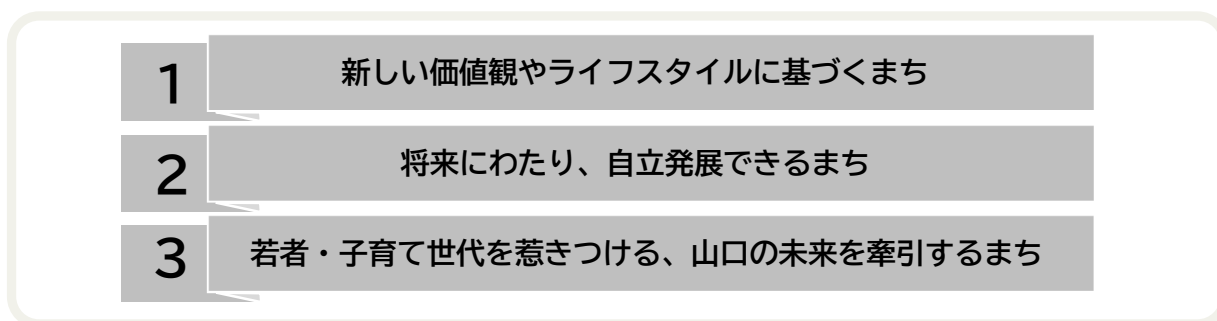 1 新しい価値観やライフスタイルに基づくまち
2 将来にわたり、自立発展できるまち
3 若者・子育て世代を惹きつける、山口の未来を牽引するまち